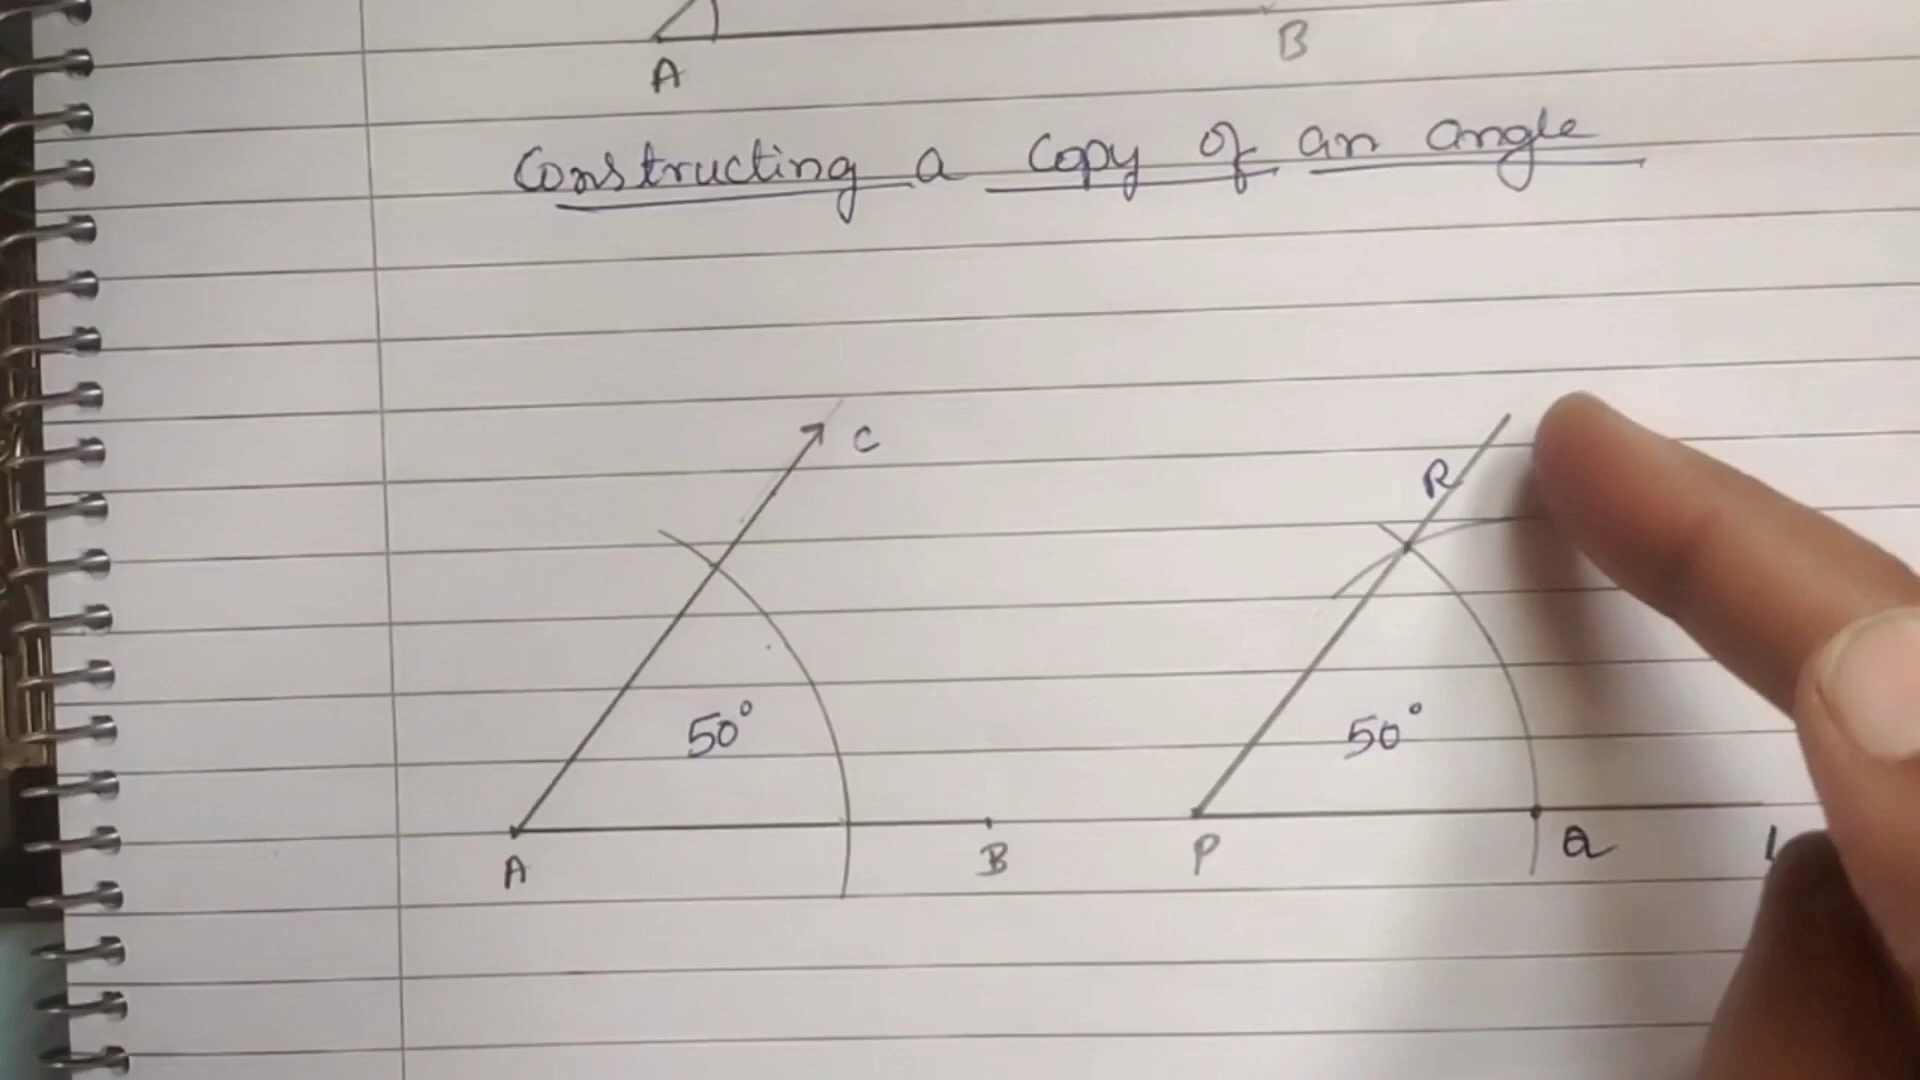 A B
Constructing a Copy of an angle
C R
50° 50°
A B P Q l